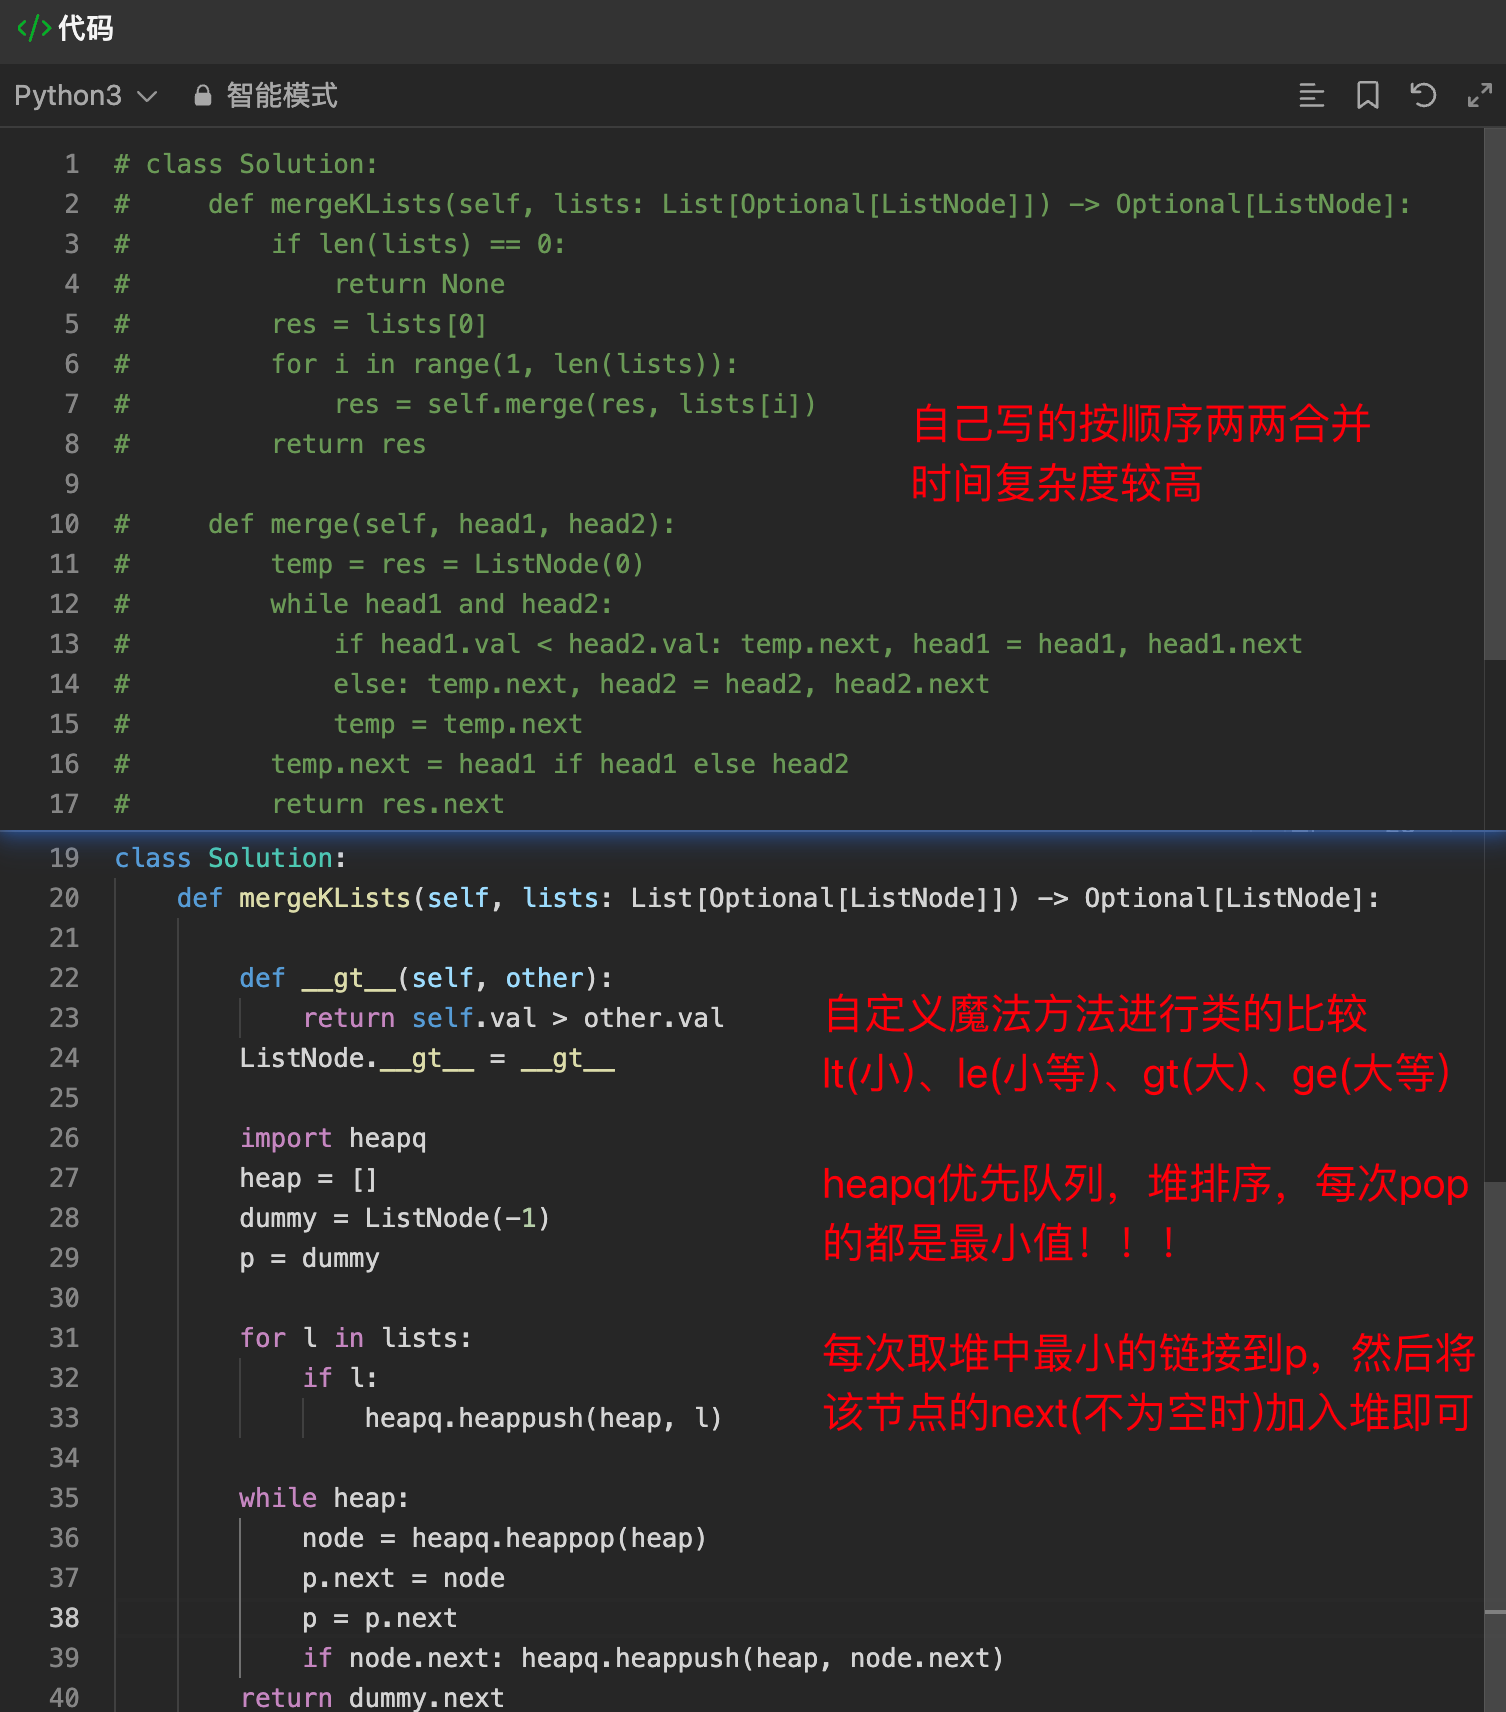 </> 代码
Python3 智能模式
1 # class Solution:
2 #     def mergeKLists(self, lists: List[Optional[ListNode]]) -> Optional[ListNode]:
3 #         if len(lists) == 0:
4 #             return None
5 #         res = lists[0]
6 #         for i in range(1, len(lists)):
7 #             res = self.merge(res, lists[i])
8 #         return res
自己写的按顺序两两合并
时间复杂度较高
9
10 #     def merge(self, head1, head2):
11 #         temp = res = ListNode(0)
12 #         while head1 and head2:
13 #             if head1.val < head2.val: temp.next, head1 = head1, head1.next
14 #             else: temp.next, head2 = head2, head2.next
15 #             temp = temp.next
16 #         temp.next = head1 if head1 else head2
17 #         return res.next
19 class Solution:
20     def mergeKLists(self, lists: List[Optional[ListNode]]) -> Optional[ListNode]:
21
22         def __gt__(self, other):
23             return self.val > other.val
24         ListNode.__gt__ = __gt__
自定义魔法方法进行类的比较
lt(小)、le(小等)、gt(大)、ge(大等)
25
26         import heapq
27         heap = []
28         dummy = ListNode(-1)
29         p = dummy
heapq优先队列，堆排序，每次pop
的都是最小值！！！
30
31         for l in lists:
32             if l:
33                 heapq.heappush(heap, l)
每次取堆中最小的链接到p，然后将
该节点的next(不为空时)加入堆即可
34
35         while heap:
36             node = heapq.heappop(heap)
37             p.next = node
38             p = p.next
39             if node.next: heapq.heappush(heap, node.next)
40         return dummy.next